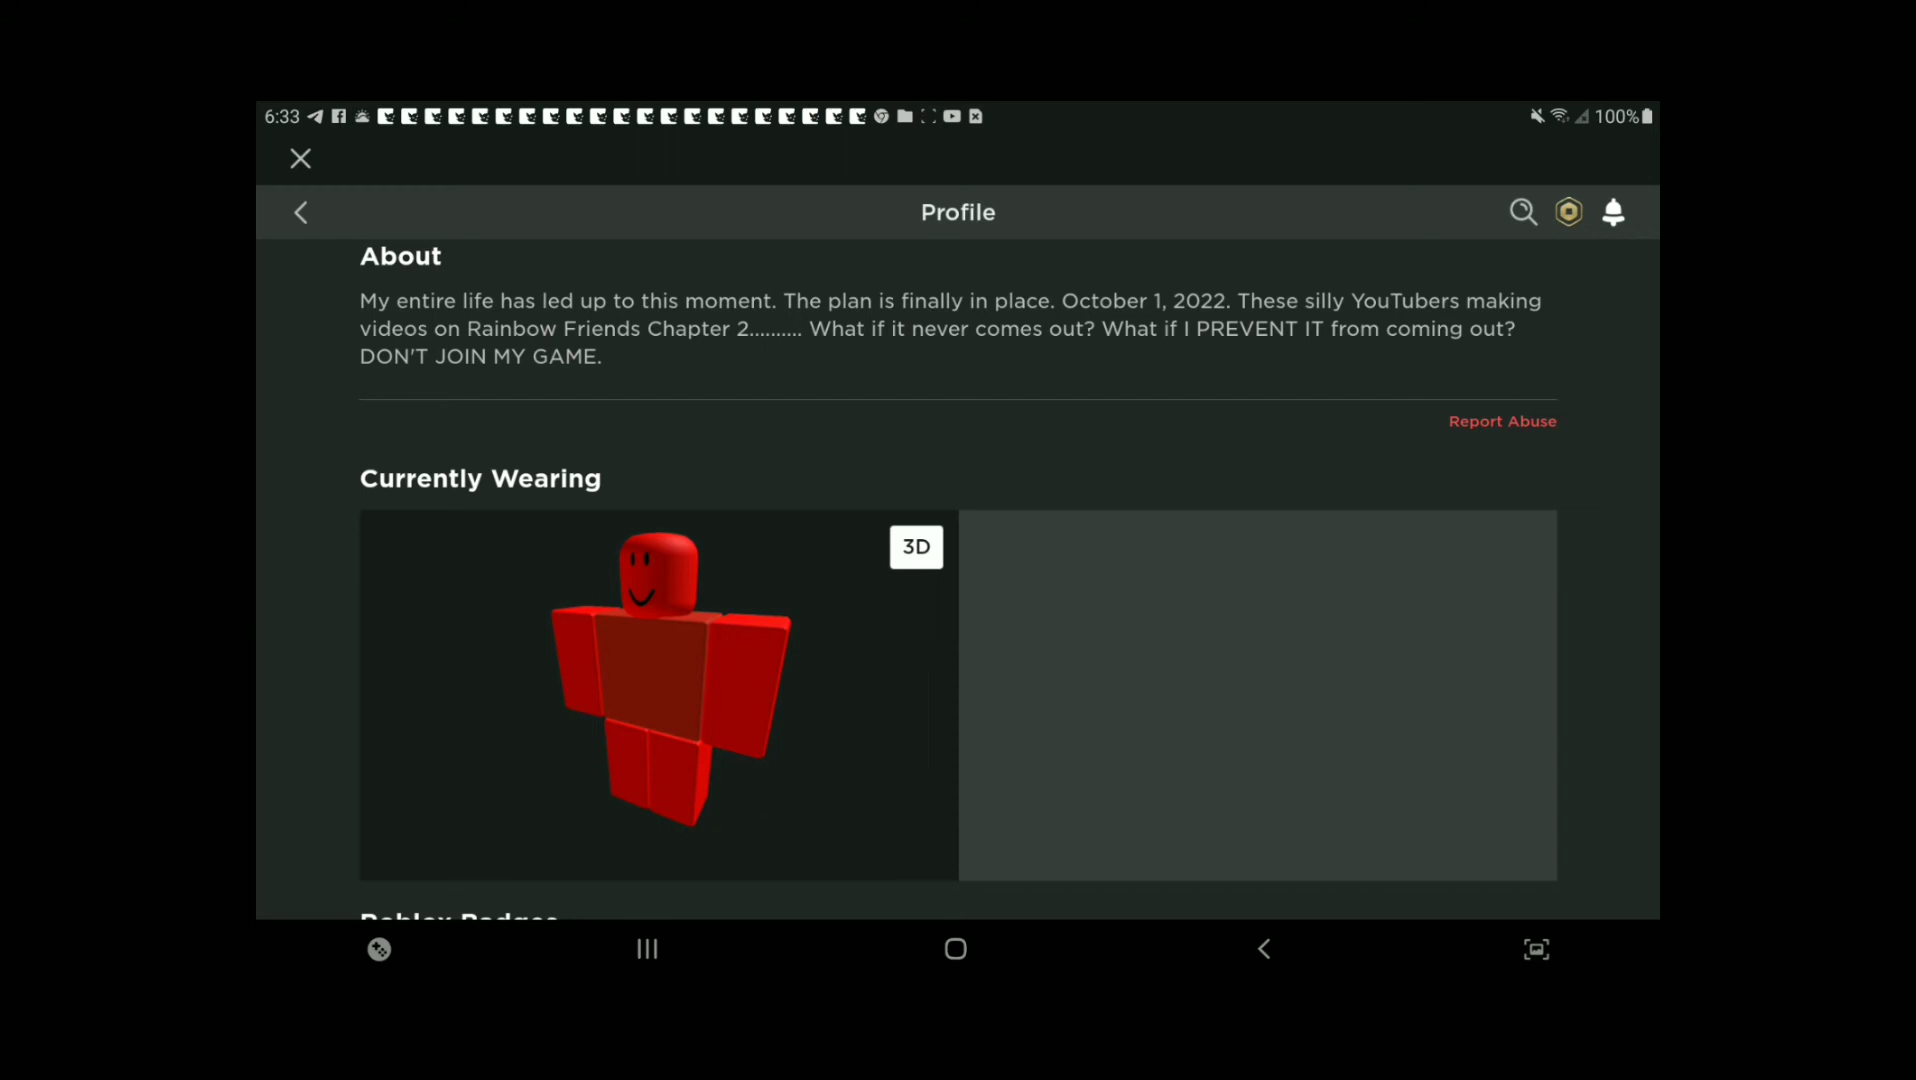 6:33
100%
Profile
About
My entire life has led up to this moment. The plan is finally in place. October 1, 2022. These silly YouTubers making
videos on Rainbow Friends Chapter 2......... What if it never comes out? What if I PREVENT IT from coming out?
DON'T JOIN MY GAME.
Report Abuse
Currently Wearing
3D
Roblox Badges